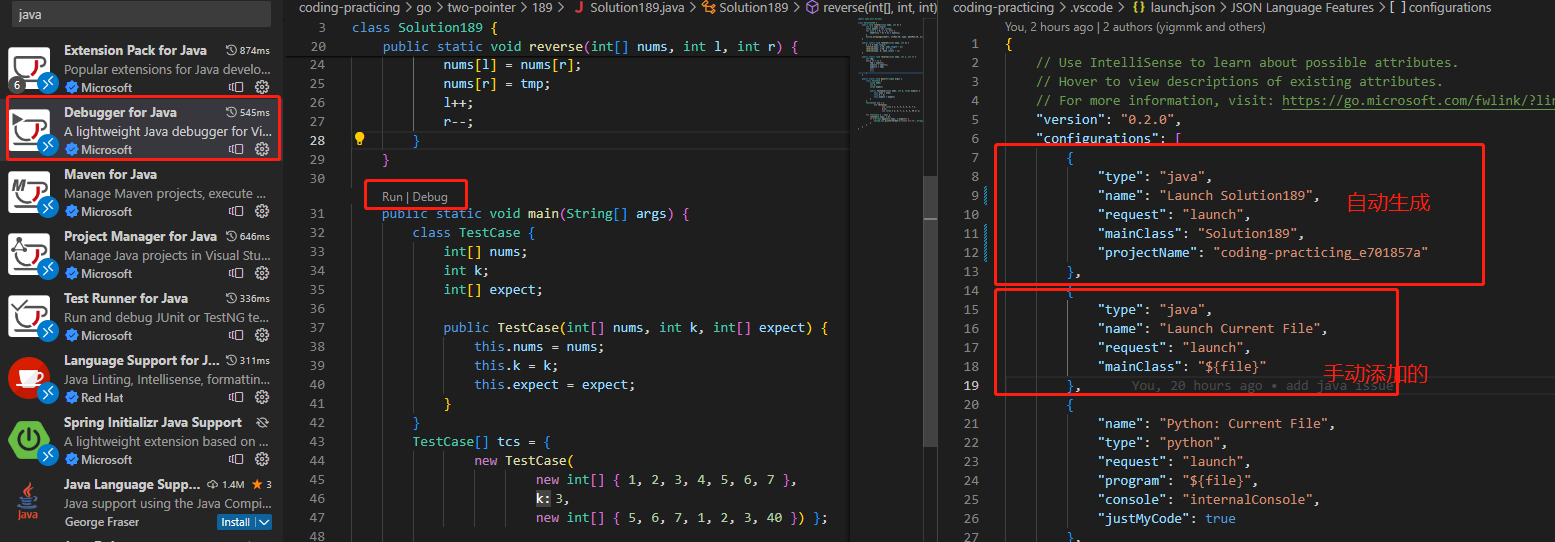 java
Extension Pack for Java 874ms
Popular extensions for Java develo...
6
Microsoft
Debugger for Java 545ms
A lightweight Java debugger for Vi...
Microsoft
Maven for Java
Manage Maven projects, execute ...
Microsoft
Project Manager for Java 646ms
Manage Java projects in Visual Stu...
Microsoft
Test Runner for Java 336ms
Run and debug JUnit or TestNG te...
Microsoft
Language Support for J... 311ms
Java Linting, Intellisense, formattin...
Red Hat
Spring Initializr Java Support
A lightweight extension based on ...
Microsoft
Java Language Supp... 1.4M 3
Java support using the Java Compi...
Java
George Fraser Install
coding-practicing > go > two-pointer > 189 > J Solution189.java > Solution189 > reverse(int[], int, int)
3 class Solution189 {
20 public static void reverse(int[] nums, int l, int r) {
24 nums[l] = nums[r];
25 nums[r] = tmp;
26 l++;
27 r--;
28 }
29 }
30
Run | Debug
31 public static void main(String[] args) {
32 class TestCase {
33 int[] nums;
34 int k;
35 int[] expect;
36
37 public TestCase(int[] nums, int k, int[] expect) {
38 this.nums = nums;
39 this.k = k;
40 this.expect = expect;
41 }
42 }
43 TestCase[] tcs = {
44 new TestCase(
45 new int[] { 1, 2, 3, 4, 5, 6, 7 },
46 k: 3,
47 new int[] { 5, 6, 7, 1, 2, 3, 40 }) };
48
coding-practicing > .vscode > {} launch.json > JSON Language Features > [ ] configurations
You, 2 hours ago | 2 authors (yigmmk and others)
1 {
2 // Use IntelliSense to learn about possible attributes.
3 // Hover to view descriptions of existing attributes.
4 // For more information, visit: https://go.microsoft.com/fwlink/?lin
5 "version": "0.2.0",
6 "configurations": [
7 {
8 "type": "java",
9 "name": "Launch Solution189",
自动生成
10 "request": "launch",
11 "mainClass": "Solution189",
12 "projectName": "coding-practicing_e701857a"
13 },
14 {
15 "type": "java",
16 "name": "Launch Current File",
17 "request": "launch",
18 "mainClass": "${file}"
手动添加的
19 }, You, 20 hours ago • add java issue
20 {
21 "name": "Python: Current File",
22 "type": "python",
23 "request": "launch",
24 "program": "${file}",
25 "console": "internalConsole",
26 "justMyCode": true
27 },